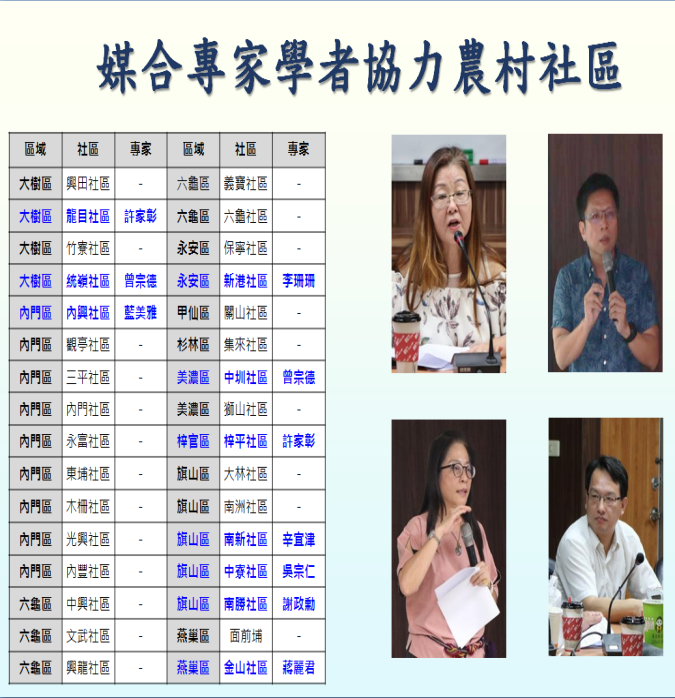 媒合專家學者協力農村社區
區域 社區 專家 區域 社區 專家
大樹區 興田社區 - 六龜區 義寶社區 -
大樹區 龍目社區 許家彰 六龜區 六龜社區 -
大樹區 竹寮社區 - 永安區 保寧社區 -
大樹區 統嶺社區 曾宗德 永安區 新港社區 李珊珊
內門區 內興社區 藍美雅 甲仙區 關山社區 -
內門區 觀亭社區 - 杉林區 集來社區 -
內門區 三平社區 - 美濃區 中圳社區 曾宗德
內門區 內門社區 - 美濃區 獅山社區 -
內門區 永富社區 - 梓官區 梓平社區 許家彰
內門區 東埔社區 - 旗山區 大林社區 -
內門區 木柵社區 - 旗山區 南洲社區 -
內門區 光興社區 - 旗山區 南新社區 辛宜津
內門區 內豐社區 - 旗山區 中寮社區 吳宗仁
六龜區 中興社區 - 旗山區 南勝社區 謝政勳
六龜區 文武社區 - 燕巢區 面前埔 -
六龜區 興龍社區 - 燕巢區 金山社區 蔣麗君